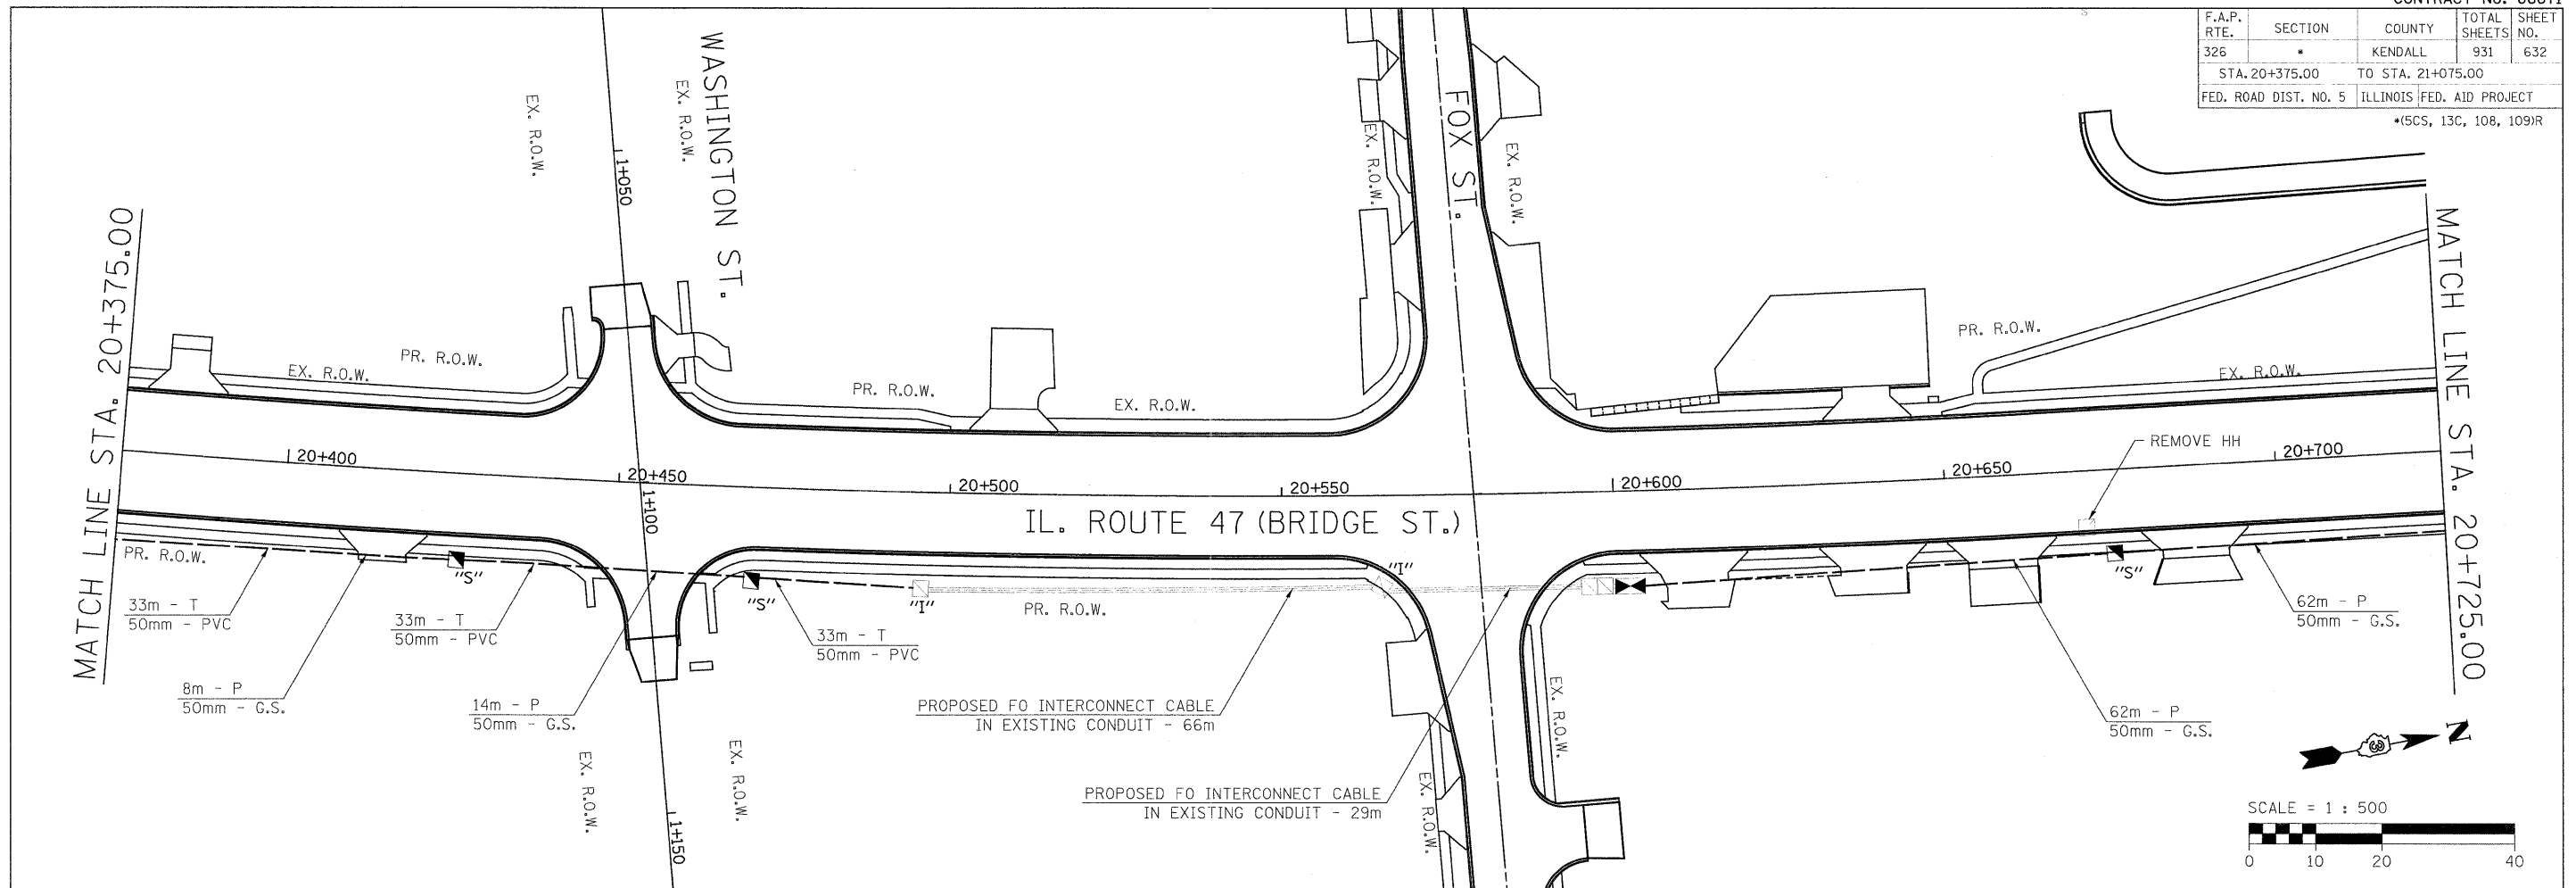 F.A.P. RTE. SECTION COUNTY TOTAL SHEETS SHEET NO.
326 * KENDALL 931 632
STA. 20+375.00 TO STA. 21+075.00
FED. ROAD DIST. NO. 5 ILLINOIS FED. AID PROJECT
*(5CS, 13C, 108, 109)R
WASHINGTON ST.
EX. R.O.W.
EX. R.O.W.
1+050
FOX ST.
EX. R.O.W.
EX. R.O.W.
MATCH LINE STA. 20+375.00
MATCH LINE STA. 20+725.00
PR. R.O.W.
EX. R.O.W.
PR. R.O.W.
EX. R.O.W.
PR. R.O.W.
EX. R.O.W.
REMOVE HH
20+400
20+450
20+500
20+550
20+600
20+650
20+700
1+100
IL. ROUTE 47 (BRIDGE ST.)
PR. R.O.W.
"S"
"S"
"I"
"I"
"S"
PR. R.O.W.
33m - T
50mm - PVC
33m - T
50mm - PVC
33m - T
50mm - PVC
62m - P
50mm - G.S.
8m - P
50mm - G.S.
14m - P
50mm - G.S.
PROPOSED FO INTERCONNECT CABLE
IN EXISTING CONDUIT - 66m
62m - P
50mm - G.S.
EX. R.O.W.
EX. R.O.W.
EX. R.O.W.
EX. R.O.W.
PROPOSED FO INTERCONNECT CABLE
IN EXISTING CONDUIT - 29m
1+150
N
3
SCALE = 1 : 500
0 10 20 40